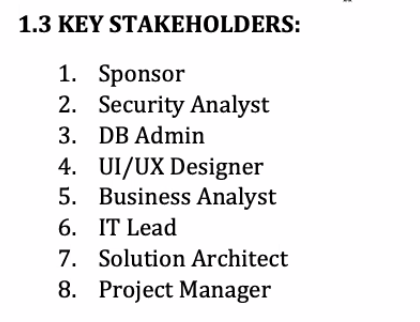 1.3 KEY STAKEHOLDERS:
1. Sponsor
2. Security Analyst
3. DB Admin
4. UI/UX Designer
5. Business Analyst
6. IT Lead
7. Solution Architect
8. Project Manager